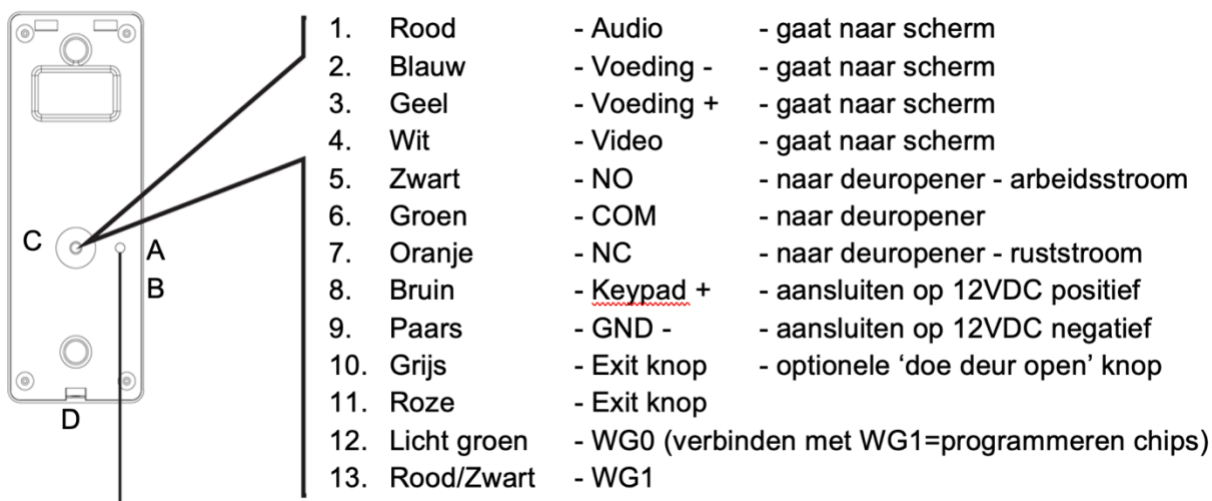 1. Rood - Audio - gaat naar scherm
2. Blauw - Voeding - - gaat naar scherm
3. Geel - Voeding + - gaat naar scherm
4. Wit - Video - gaat naar scherm
5. Zwart - NO - naar deuropener - arbeidsstroom
6. Groen - COM - naar deuropener
7. Oranje - NC - naar deuropener - ruststroom
8. Bruin - Keypad + - aansluiten op 12VDC positief
9. Paars - GND - - aansluiten op 12VDC negatief
10. Grijs - Exit knop - optionele ‘doe deur open’ knop
11. Roze - Exit knop
12. Licht groen - WG0 (verbinden met WG1=programmeren chips)
13. Rood/Zwart - WG1
C
A
B
D